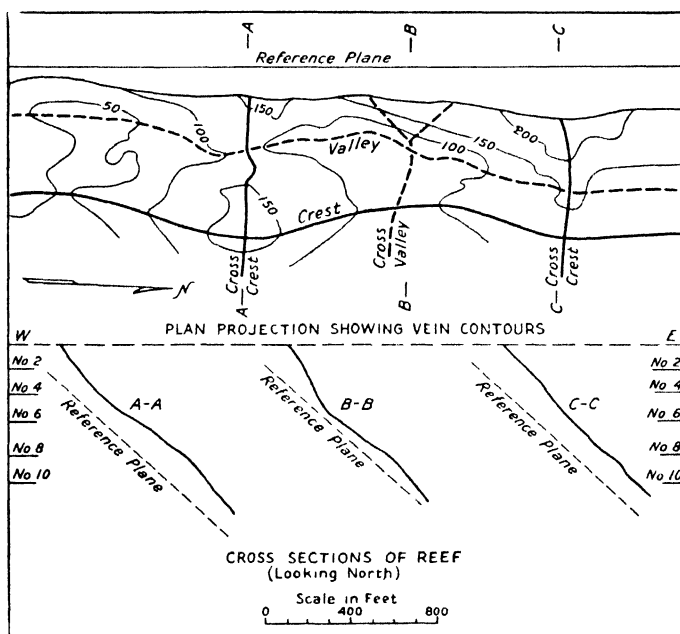 A
B
C
Reference Plane
50
100
150
150
100
200
Valley
150
Crest
Cross
Valley
Cross
Crest
Cross
Crest
N
A
B
C
PLAN PROJECTION SHOWING VEIN CONTOURS
W
E
No 2
No 4
No 6
No 8
No 10
A-A
Reference Plane
B-B
Reference Plane
C-C
Reference Plane
No 2
No 4
No 6
No 8
No 10
CROSS SECTIONS OF REEF
(Looking North)
Scale in Feet
0 400 800